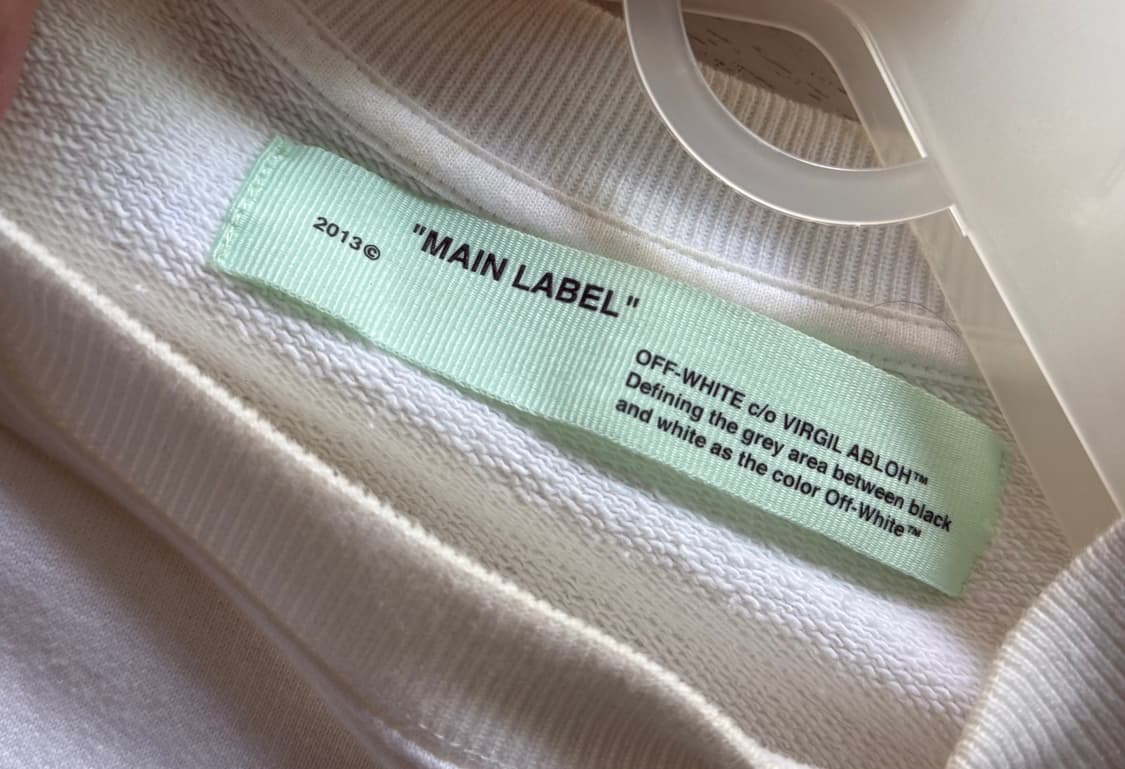 2013© "MAIN LABEL"
OFF-WHITE c/o VIRGIL ABLOH™
Defining the grey area between black
and white as the color Off-White™